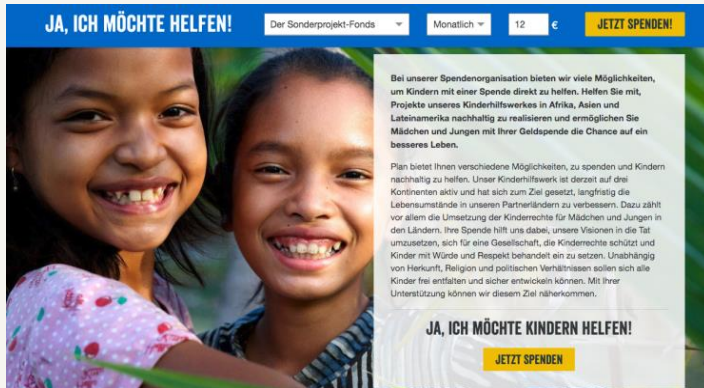 JA, ICH MÖCHTE HELFEN!
Der Sonderprojekt-Fonds
Monatlich
12
€
JETZT SPENDEN!
Bei unserer Spendenorganisation bieten wir viele Möglichkeiten,
um Kindern mit einer Spende direkt zu helfen. Helfen Sie mit,
Projekte unseres Kinderhilfswerkes in Afrika, Asien und
Lateinamerika nachhaltig zu realisieren und ermöglichen Sie
Mädchen und Jungen mit Ihrer Geldspende die Chance auf ein
besseres Leben.
Plan bietet Ihnen verschiedene Möglichkeiten, zu spenden und Kindern
nachhaltig zu helfen. Unser Kinderhilfswerk ist derzeit auf drei
Kontinenten aktiv und hat sich zum Ziel gesetzt, langfristig die
Lebensumstände in unseren Partnerländern zu verbessern. Dazu zählt
vor allem die Umsetzung der Kinderrechte für Mädchen und Jungen in
den Ländern. Ihre Spende hilft uns dabei, unsere Visionen in die Tat
umzusetzen, sich für eine Gesellschaft, die Kinderrechte schützt und
Kinder mit Würde und Respekt behandelt ein zu setzen. Unabhängig
von Herkunft, Religion und politischen Verhältnissen sollen sich alle
Kinder frei entfalten und sicher entwickeln können. Mit Ihrer
Unterstützung können wir diesem Ziel näherkommen.
JA, ICH MÖCHTE KINDERN HELFEN!
JETZT SPENDEN